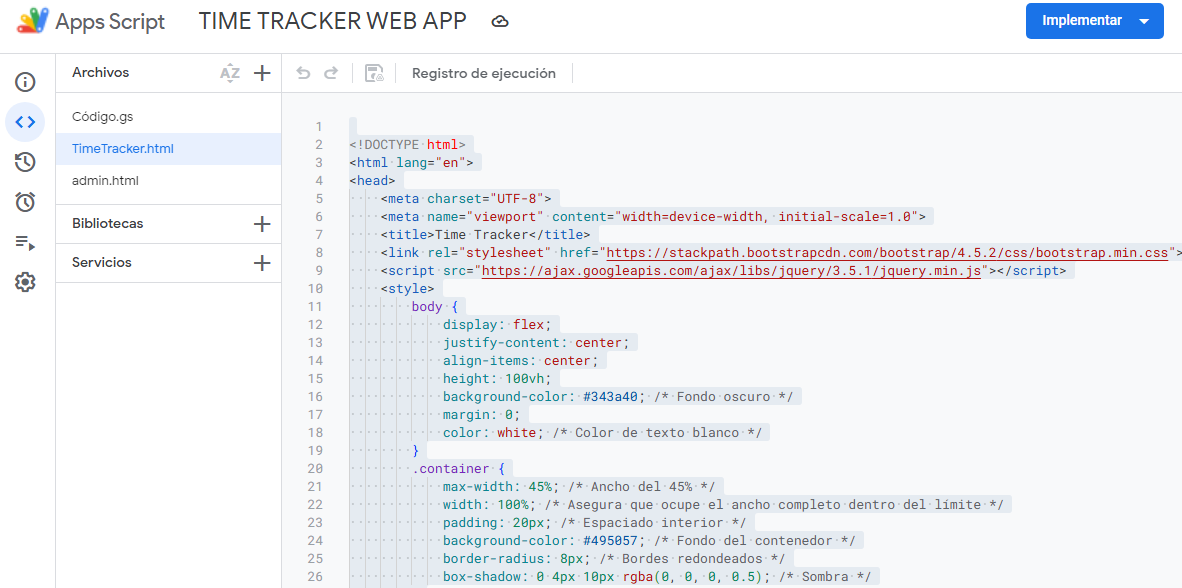 Apps Script TIME TRACKER WEB APP Implementar
Archivos AZ Registro de ejecución
Código.gs
TimeTracker.html
admin.html
Bibliotecas
Servicios
1
2 <!DOCTYPE html>
3 <html lang="en">
4 <head>
5 <meta charset="UTF-8">
6 <meta name="viewport" content="width=device-width, initial-scale=1.0">
7 <title>Time Tracker</title>
8 <link rel="stylesheet" href="https://stackpath.bootstrapcdn.com/bootstrap/4.5.2/css/bootstrap.min.css">
9 <script src="https://ajax.googleapis.com/ajax/libs/jquery/3.5.1/jquery.min.js"></script>
10 <style>
11 body {
12 display: flex;
13 justify-content: center;
14 align-items: center;
15 height: 100vh;
16 background-color: #343a40; /* Fondo oscuro */
17 margin: 0;
18 color: white; /* Color de texto blanco */
19 }
20 .container {
21 max-width: 45%; /* Ancho del 45% */
22 width: 100%; /* Asegura que ocupe el ancho completo dentro del límite */
23 padding: 20px; /* Espaciado interior */
24 background-color: #495057; /* Fondo del contenedor */
25 border-radius: 8px; /* Bordes redondeados */
26 box-shadow: 0 4px 10px rgba(0, 0, 0, 0.5); /* Sombra */